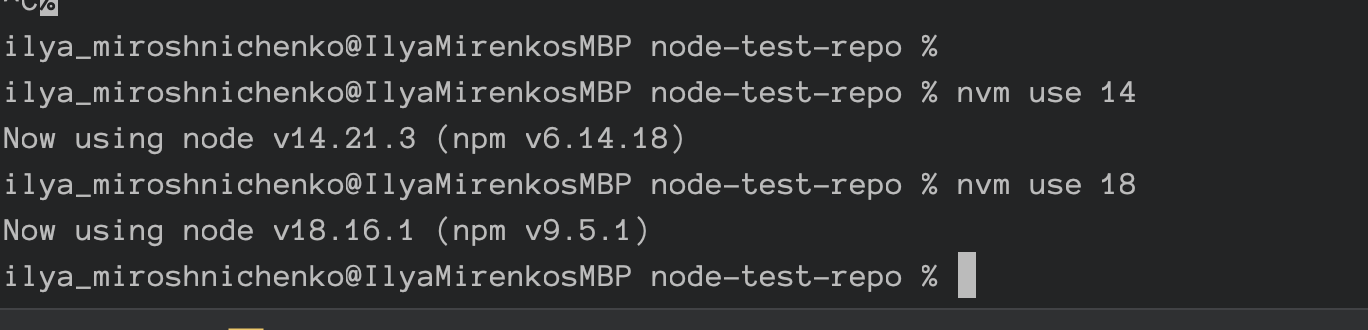 ^C%
ilya_miroshnichenko@IlyaMirenkosMBP node-test-repo %
ilya_miroshnichenko@IlyaMirenkosMBP node-test-repo % nvm use 14
Now using node v14.21.3 (npm v6.14.18)
ilya_miroshnichenko@IlyaMirenkosMBP node-test-repo % nvm use 18
Now using node v18.16.1 (npm v9.5.1)
ilya_miroshnichenko@IlyaMirenkosMBP node-test-repo %